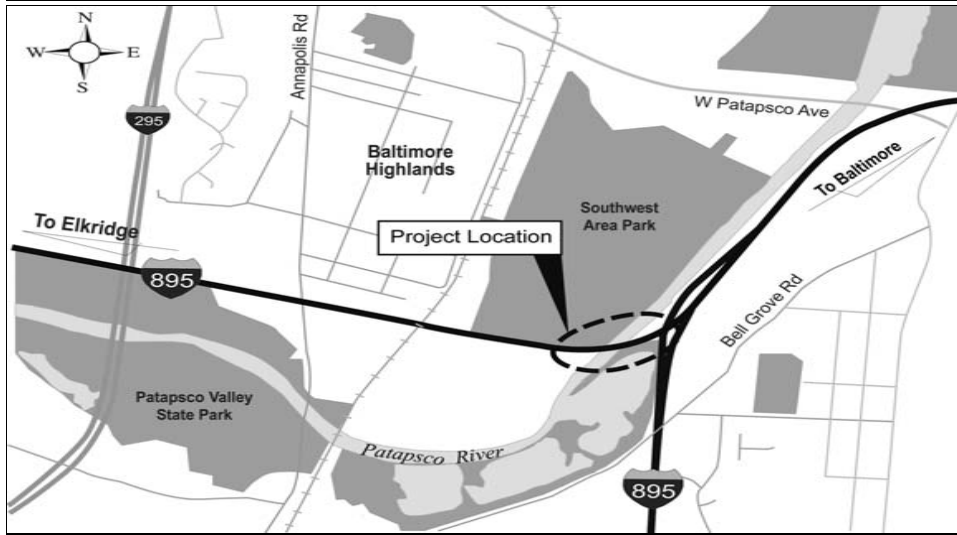 N
W E
S
295
Annapolis Rd
W Patapsco Ave
Baltimore
Highlands
To Baltimore
Southwest
Area Park
To Elkridge
Project Location
895
Bell Grove Rd
Patapsco Valley
State Park
Patapsco River
895